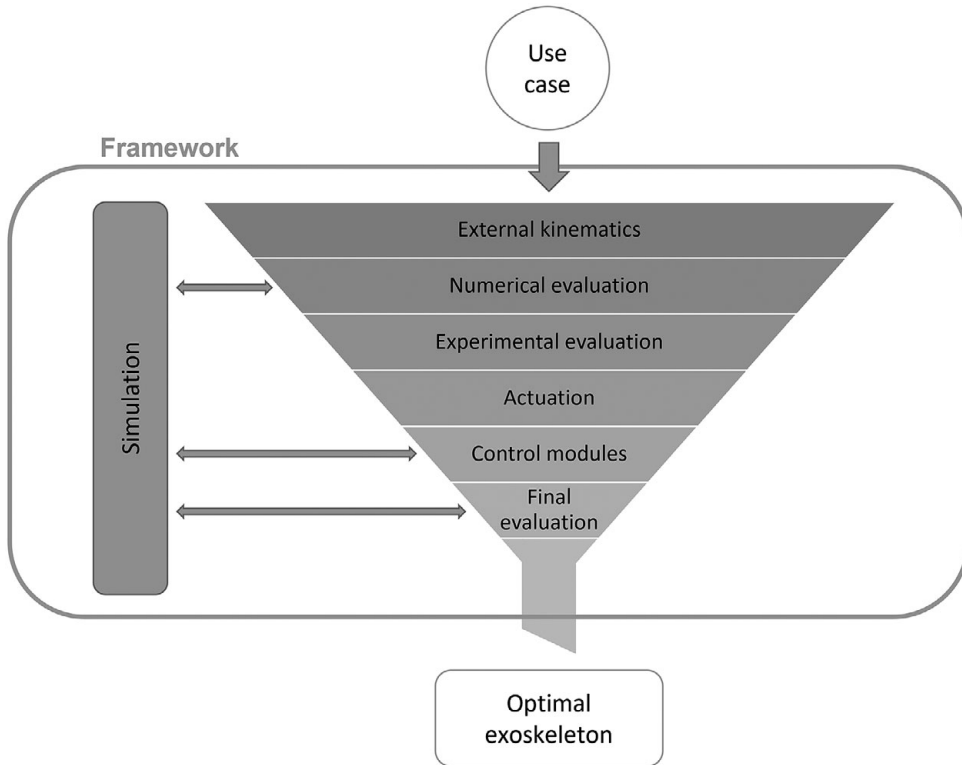 Use
case
Framework
External kinematics
Numerical evaluation
Experimental evaluation
Actuation
Control modules
Final
evaluation
Simulation
Optimal
exoskeleton